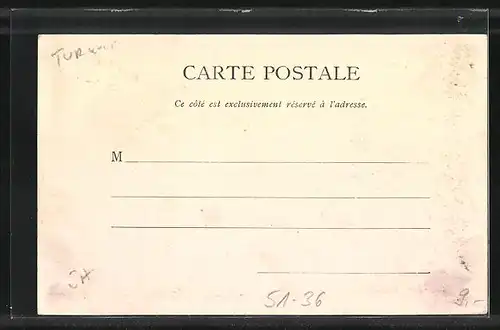 CARTE POSTALE
Ce côté est exclusivement réservé à l'adresse.
M
51-36